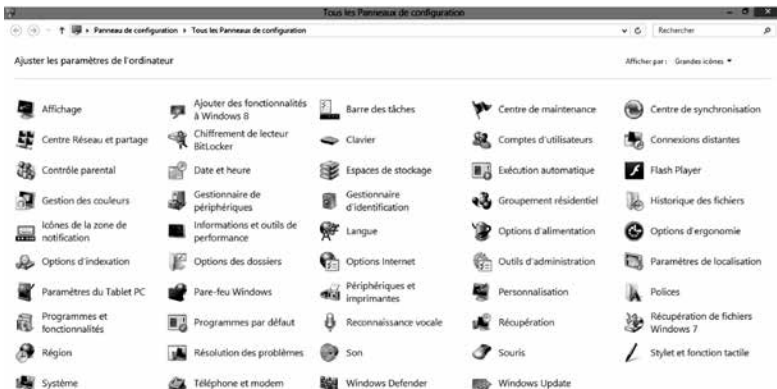 Tous les Panneaux de configuration
Panneau de configuration Tous les Panneaux de configuration Rechercher
Ajuster les paramètres de l'ordinateur Afficher par : Grandes icônes
Affichage
Ajouter des fonctionnalités
à Windows 8
Barre des tâches
Centre de maintenance
Centre de synchronisation
Centre Réseau et partage
Chiffrement de lecteur
BitLocker
Clavier
Comptes d'utilisateurs
Connexions distantes
Contrôle parental
Date et heure
Espaces de stockage
Exécution automatique
Flash Player
Gestion des couleurs
Gestionnaire de
périphériques
Gestionnaire
d'identification
Groupement résidentiel
Historique des fichiers
Icônes de la zone de
notification
Informations et outils de
performance
Langue
Options d'alimentation
Options d'ergonomie
Options d'indexation
Options des dossiers
Options Internet
Outils d'administration
Paramètres de localisation
Paramètres du Tablet PC
Pare-feu Windows
Périphériques et
imprimantes
Personnalisation
Polices
Programmes et
fonctionnalités
Programmes par défaut
Reconnaissance vocale
Récupération
Récupération de fichiers
Windows 7
Région
Résolution des problèmes
Son
Souris
Stylet et fonction tactile
Système
Téléphone et modem
Windows Defender
Windows Update